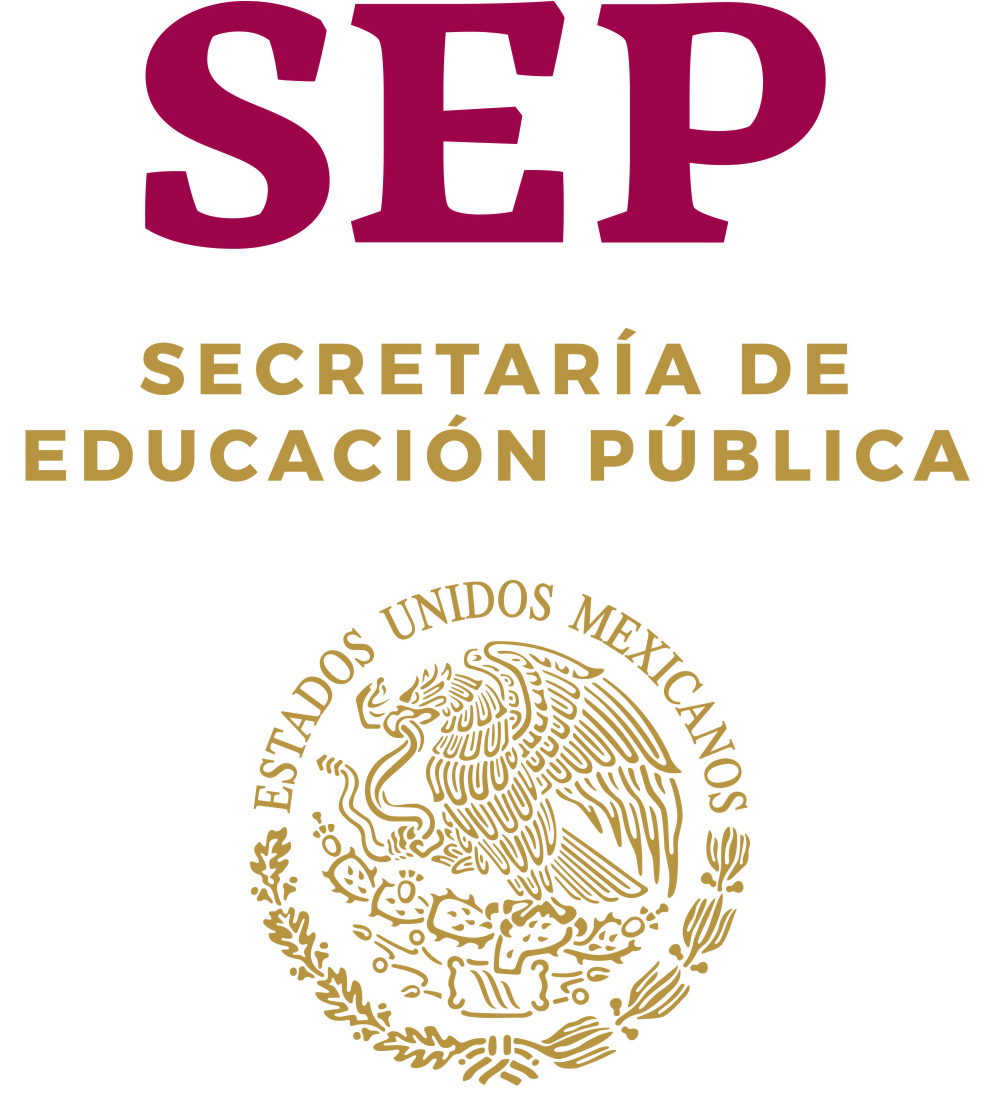 SEP
SECRETARÍA DE
EDUCACIÓN PÚBLICA
ESTADOS UNIDOS MEXICANOS